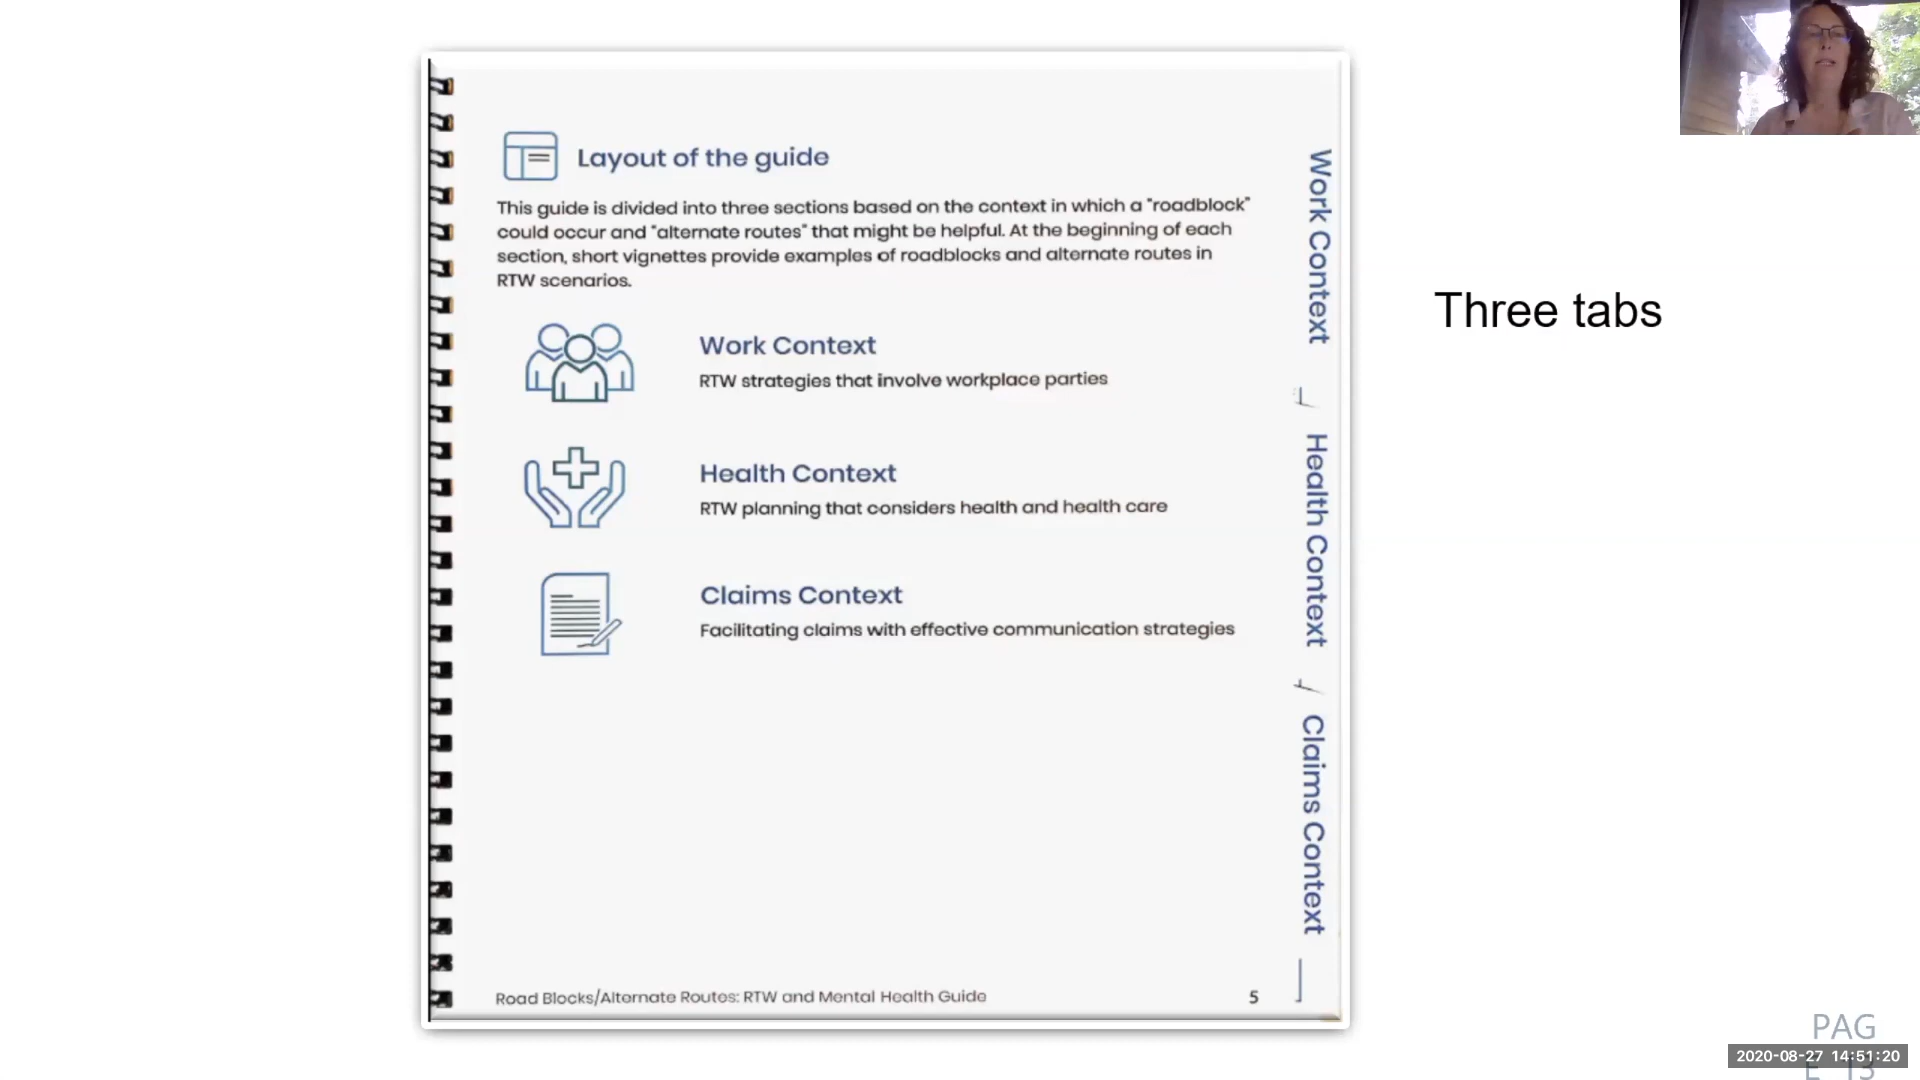 Layout of the guide
This guide is divided into three sections based on the context in which a "roadblock"
could occur and "alternate routes" that might be helpful. At the beginning of each
section, short vignettes provide examples of roadblocks and alternate routes in
RTW scenarios.
Work Context
RTW strategies that involve workplace parties
Health Context
RTW planning that considers health and health care
Claims Context
Facilitating claims with effective communication strategies
Road Blocks/Alternate Routes: RTW and Mental Health Guide
5
Work Context
Health Context
Claims Context
Three tabs
PAG
E 13
2020-08-27 14:51:20